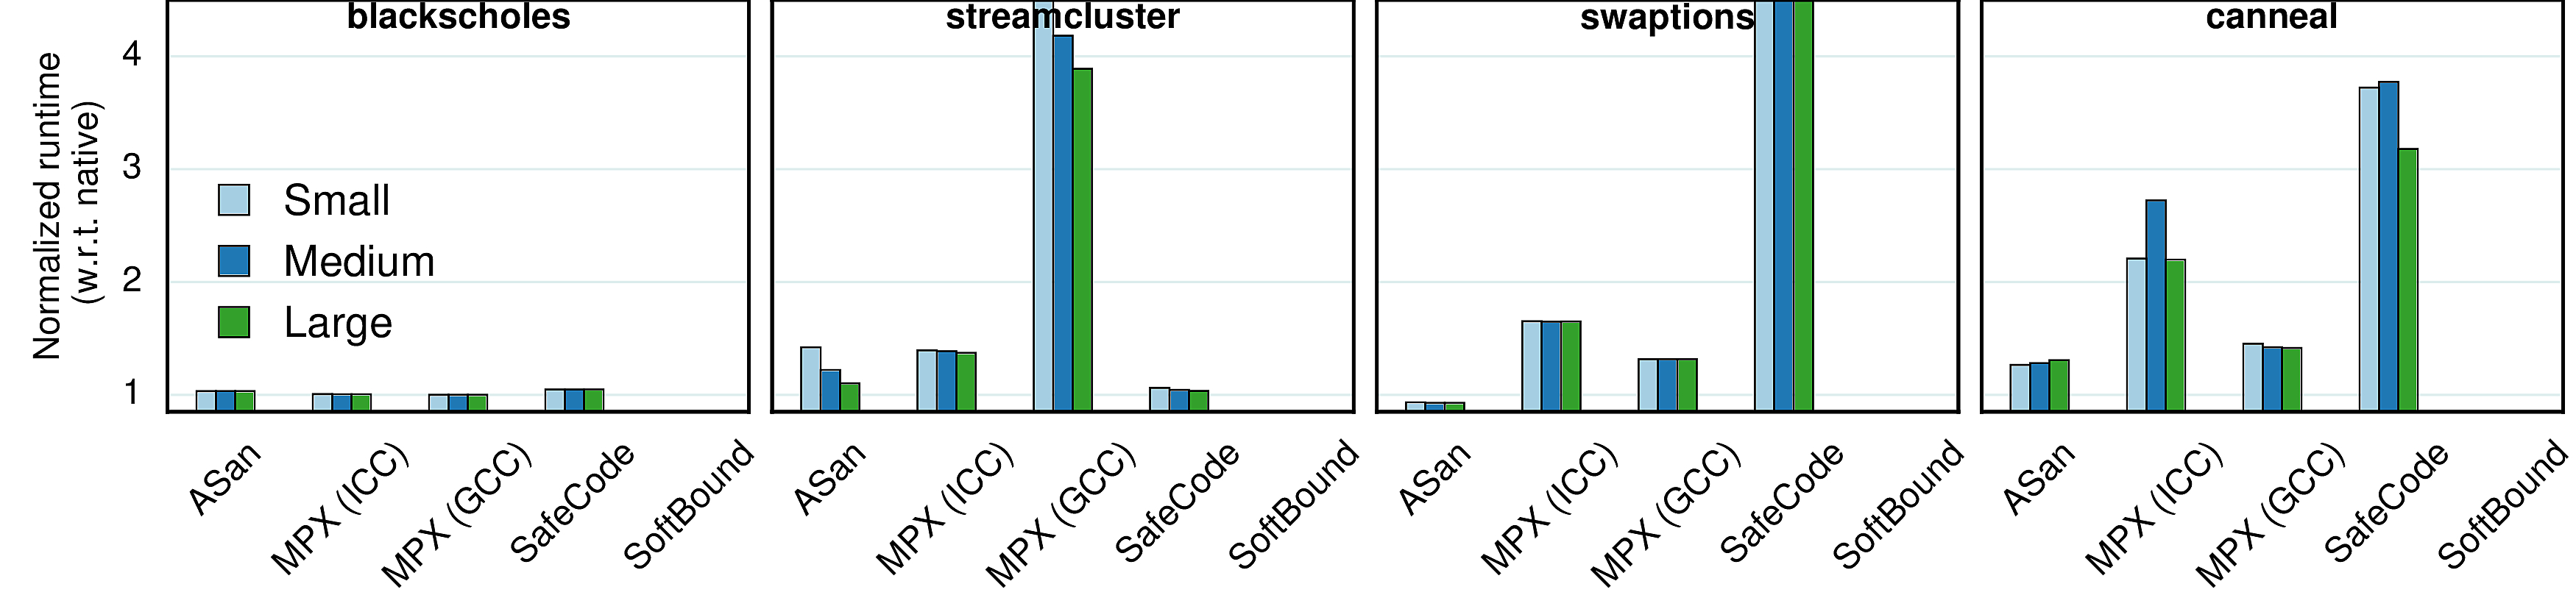 blackscholes
streamcluster
swaptions
canneal
Normalized runtime
(w.r.t. native)
4
3
2
1
Small
Medium
Large
ASan
MPX (ICC)
MPX (GCC)
SafeCode
SoftBound
ASan
MPX (ICC)
MPX (GCC)
SafeCode
SoftBound
ASan
MPX (ICC)
MPX (GCC)
SafeCode
SoftBound
ASan
MPX (ICC)
MPX (GCC)
SafeCode
SoftBound